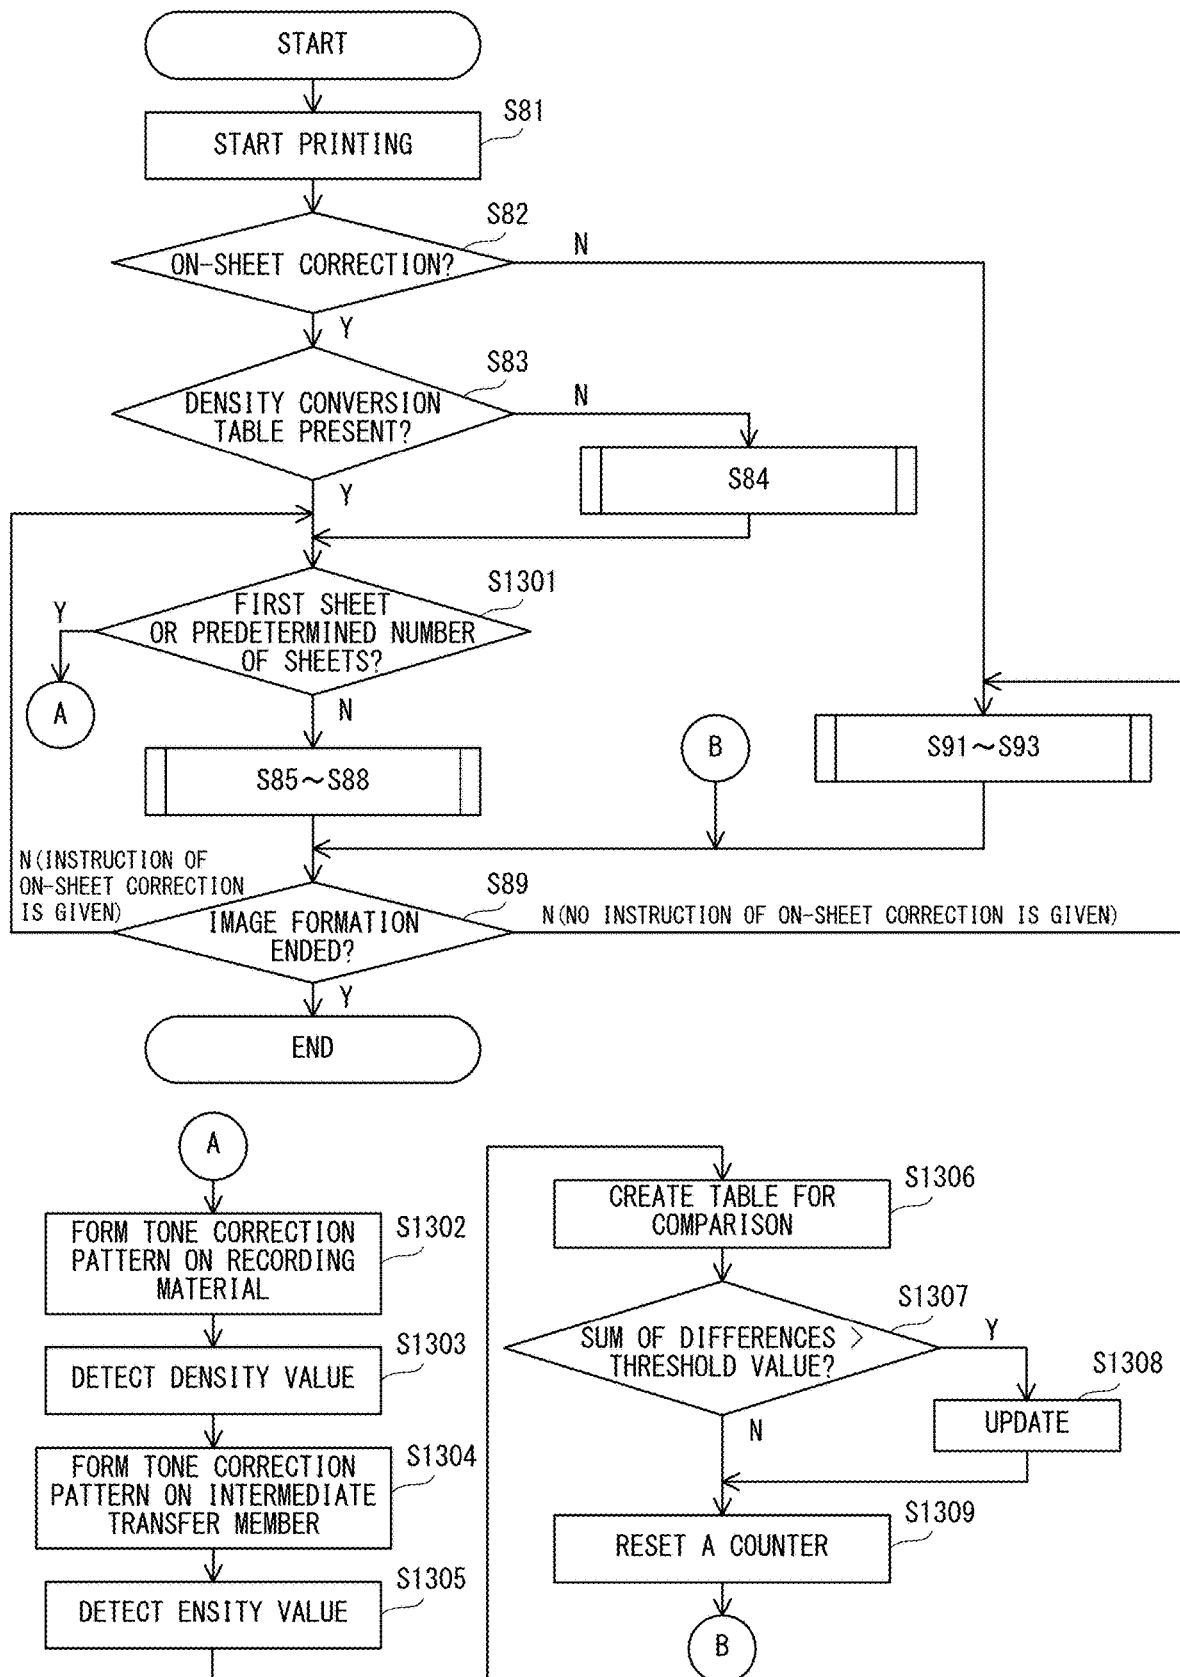 START
S81
START PRINTING
S82
ON-SHEET CORRECTION?
N
Y
S83
DENSITY CONVERSION
TABLE PRESENT?
N
S84
Y
S1301
FIRST SHEET
OR PREDETERMINED NUMBER
OF SHEETS?
Y
A
N
B
S91~S93
S85~S88
N(INSTRUCTION OF
ON-SHEET CORRECTION
IS GIVEN)
S89
IMAGE FORMATION
ENDED?
N(NO INSTRUCTION OF ON-SHEET CORRECTION IS GIVEN)
Y
END
A
S1302
FORM TONE CORRECTION
PATTERN ON RECORDING
MATERIAL
S1303
DETECT DENSITY VALUE
S1304
FORM TONE CORRECTION
PATTERN ON INTERMEDIATE
TRANSFER MEMBER
S1305
DETECT ENSITY VALUE
S1306
CREATE TABLE FOR
COMPARISON
S1307
SUM OF DIFFERENCES >
THRESHOLD VALUE?
Y
S1308
UPDATE
N
S1309
RESET A COUNTER
B